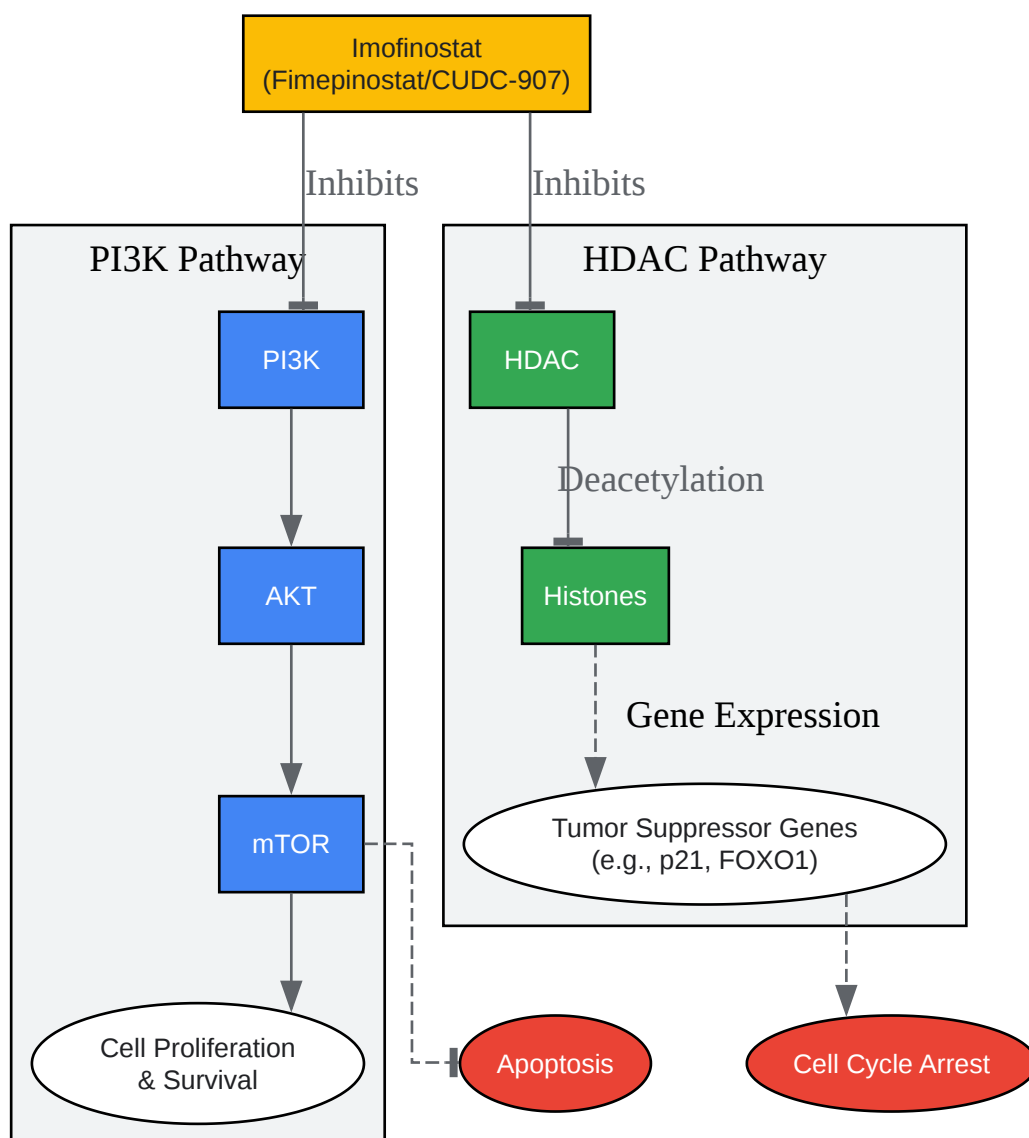 Imofinostat
(Fimepinostat/CUDC-907)
Inhibits
Inhibits
PI3K Pathway
HDAC Pathway
PI3K
HDAC
Deacetylation
AKT
Histones
Gene Expression
mTOR
Tumor Suppressor Genes
(e.g., p21, FOXO1)
Cell Proliferation
& Survival
Apoptosis
Cell Cycle Arrest